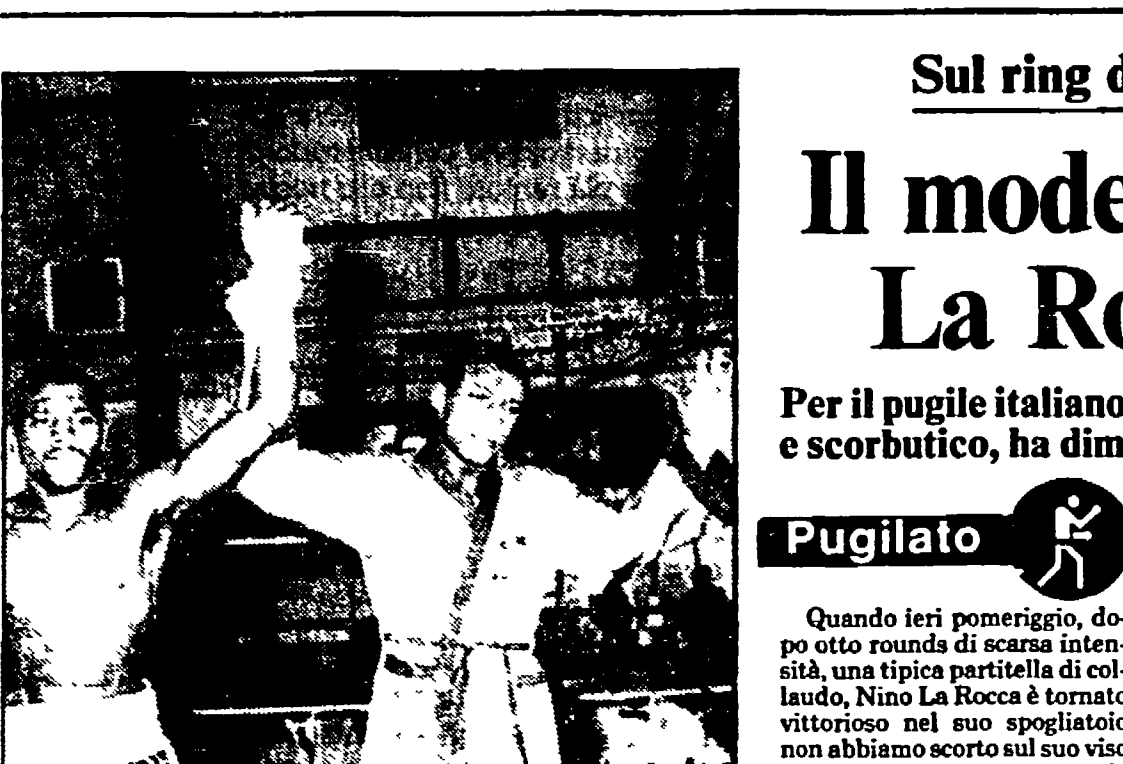 Sul ring d
Il mode
La Ro
Per il pugile italiano
e scorbutico, ha dim
Pugilato
Quando ieri pomeriggio, do-
po otto rounds di scarsa inten-
sità, una tipica partitella di col-
laudo, Nino La Rocca è tornato
vittorioso nel suo spogliatoio
non abbiamo scorto sul suo viso